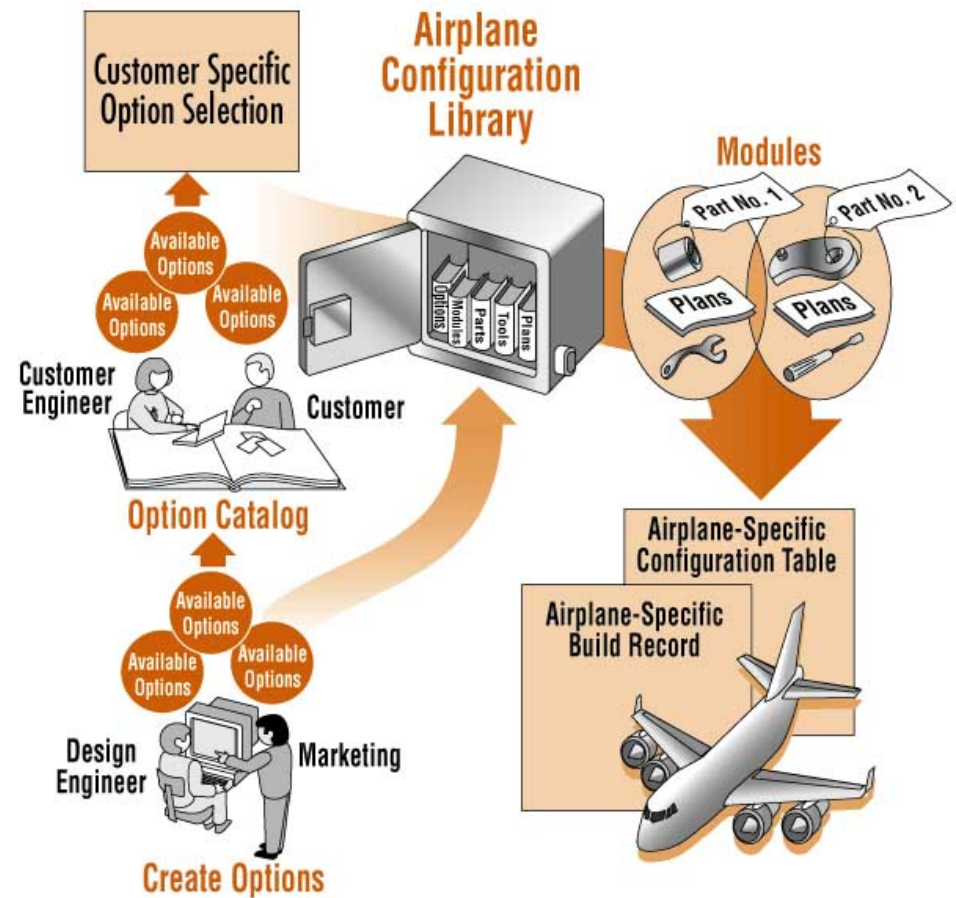 Customer Specific
Option Selection
Airplane
Configuration
Library
Modules
Part No. 1
Part No. 2
Plans
Plans
Available
Options
Available
Options
Available
Options
Options
Modules
Parts
Tools
Plans
Customer
Engineer
Customer
Option Catalog
Available
Options
Available
Options
Available
Options
Design
Engineer
Marketing
Create Options
Airplane-Specific
Configuration Table
Airplane-Specific
Build Record